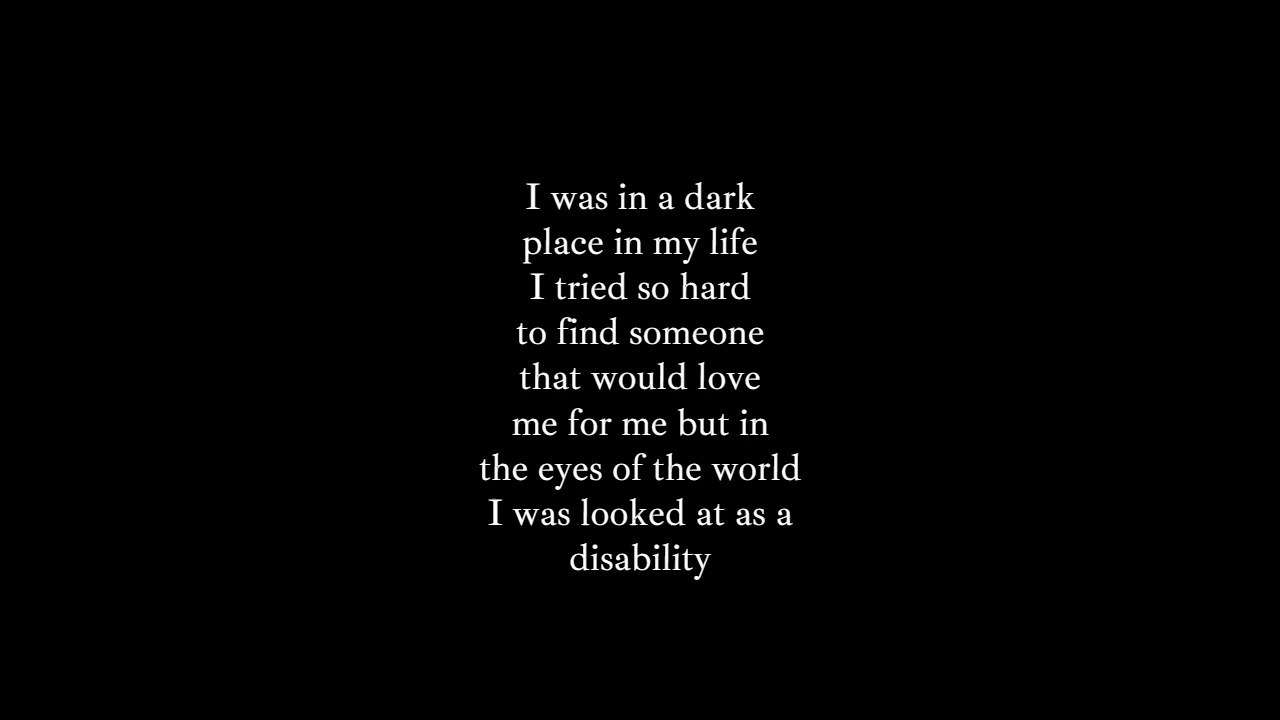 I was in a dark
place in my life
I tried so hard
to find someone
that would love
me for me but in
the eyes of the world
I was looked at as a
disability